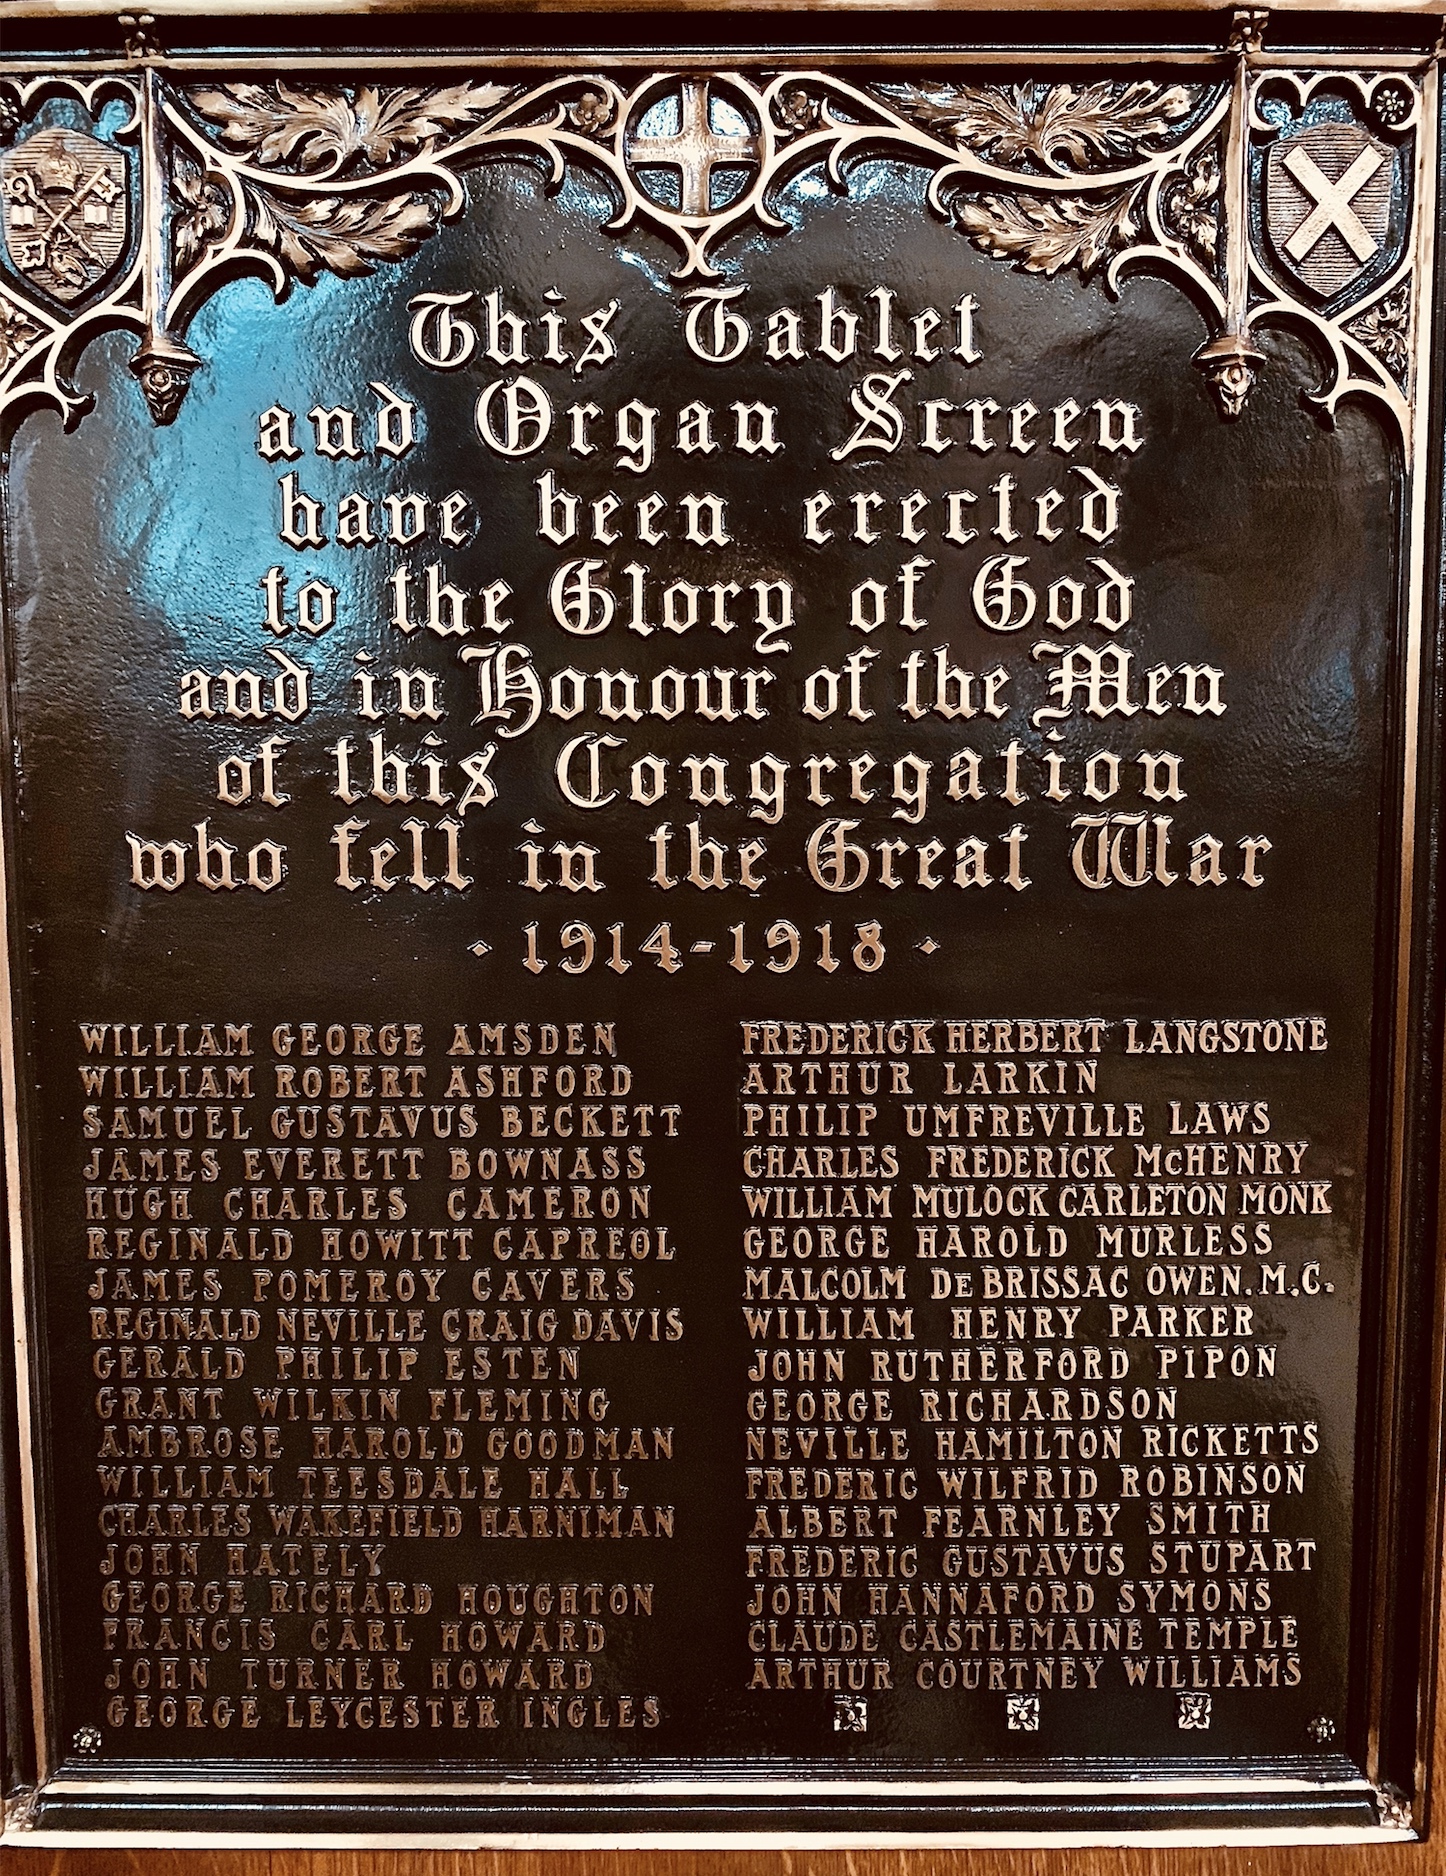 This Tablet
and Organ Screen
have been erected
to the Glory of God
and in Honour of the Men
of this Congregation
who fell in the Great War
· 1914-1918 ·
WILLIAM GEORGE AMSDEN
WILLIAM ROBERT ASHFORD
SAMUEL GUSTAVUS BECKETT
JAMES EVERETT BOWNASS
HUGH CHARLES CAMERON
REGINALD HOWITT CAPREOL
JAMES POMEROY CAVERS
REGINALD NEVILLE CRAIG DAVIS
GERALD PHILIP ESTEN
GRANT WILKIN FLEMING
AMBROSE HAROLD GOODMAN
WILLIAM TEESDALE HALL
CHARLES WAKEFIELD HARNIMAN
JOHN HATELY
GEORGE RICHARD HOUGHTON
FRANCIS CARL HOWARD
JOHN TURNER HOWARD
GEORGE LEYCESTER INGLES
FREDERICK HERBERT LANGSTONE
ARTHUR LARKIN
PHILIP UMFREVILLE LAWS
CHARLES FREDERICK McHENRY
WILLIAM MULOCK CARLETON MONK
GEORGE HAROLD MURLESS
MALCOLM DEBRISSAC OWEN. M.C.
WILLIAM HENRY PARKER
JOHN RUTHERFORD PIPON
GEORGE RICHARDSON
NEVILLE HAMILTON RICKETTS
FREDERIC WILFRID ROBINSON
ALBERT FEARNLEY SMITH
FREDERIC GUSTAVUS STUPART
JOHN HANNAFORD SYMONS
CLAUDE CASTLEMAINE TEMPLE
ARTHUR COURTNEY WILLIAMS